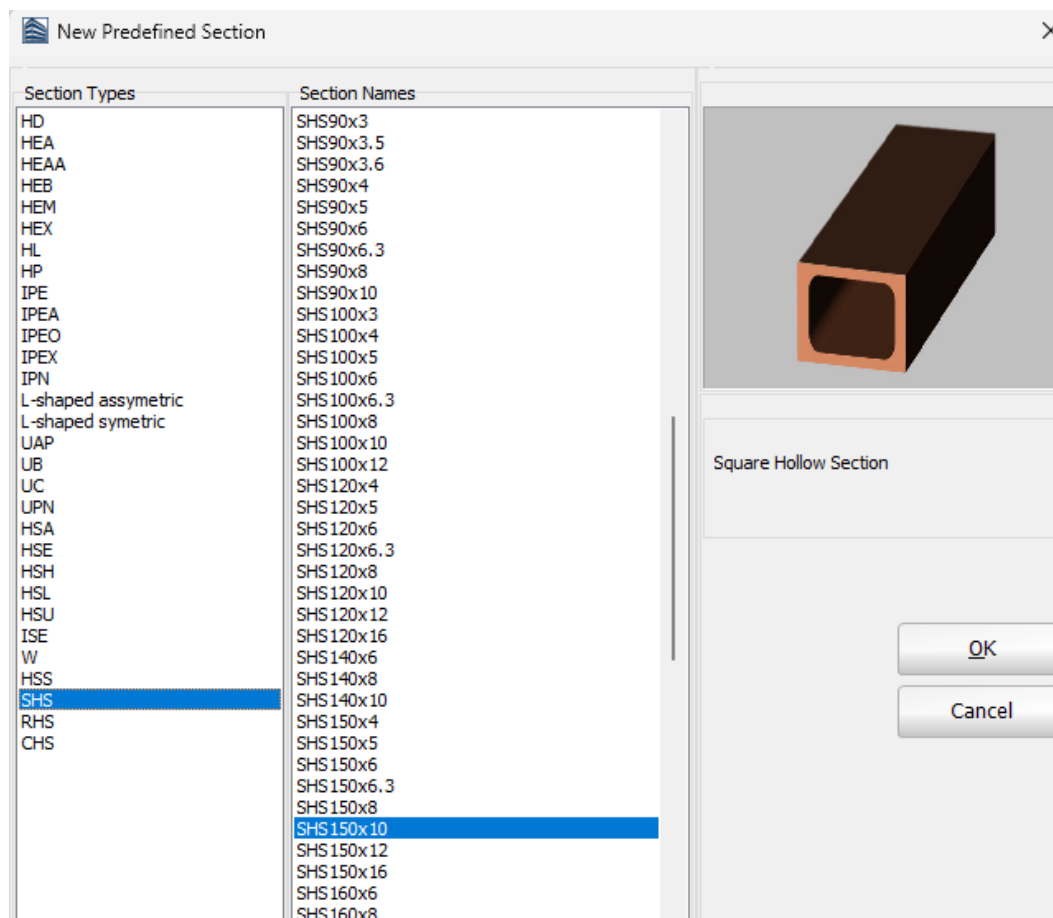 New Predefined Section
Section Types
HD
HEA
HEAA
HEB
HEM
HEX
HL
HP
IPE
IPEA
IPEO
IPEX
IPN
L-shaped assymetric
L-shaped symetric
UAP
UB
UC
UPN
HSA
HSE
HSH
HSL
HSU
ISE
W
HSS
SHS
RHS
CHS
Section Names
SHS90x3
SHS90x3.5
SHS90x3.6
SHS90x4
SHS90x5
SHS90x6
SHS90x6.3
SHS90x8
SHS90x10
SHS100x3
SHS100x4
SHS100x5
SHS100x6
SHS100x6.3
SHS100x8
SHS100x10
SHS100x12
SHS120x4
SHS120x5
SHS120x6
SHS120x6.3
SHS120x8
SHS120x10
SHS120x12
SHS120x16
SHS140x6
SHS140x8
SHS140x10
SHS150x4
SHS150x5
SHS150x6
SHS150x6.3
SHS150x8
SHS150x10
SHS150x12
SHS150x16
SHS160x6
SHS160x8
Square Hollow Section
OK
Cancel